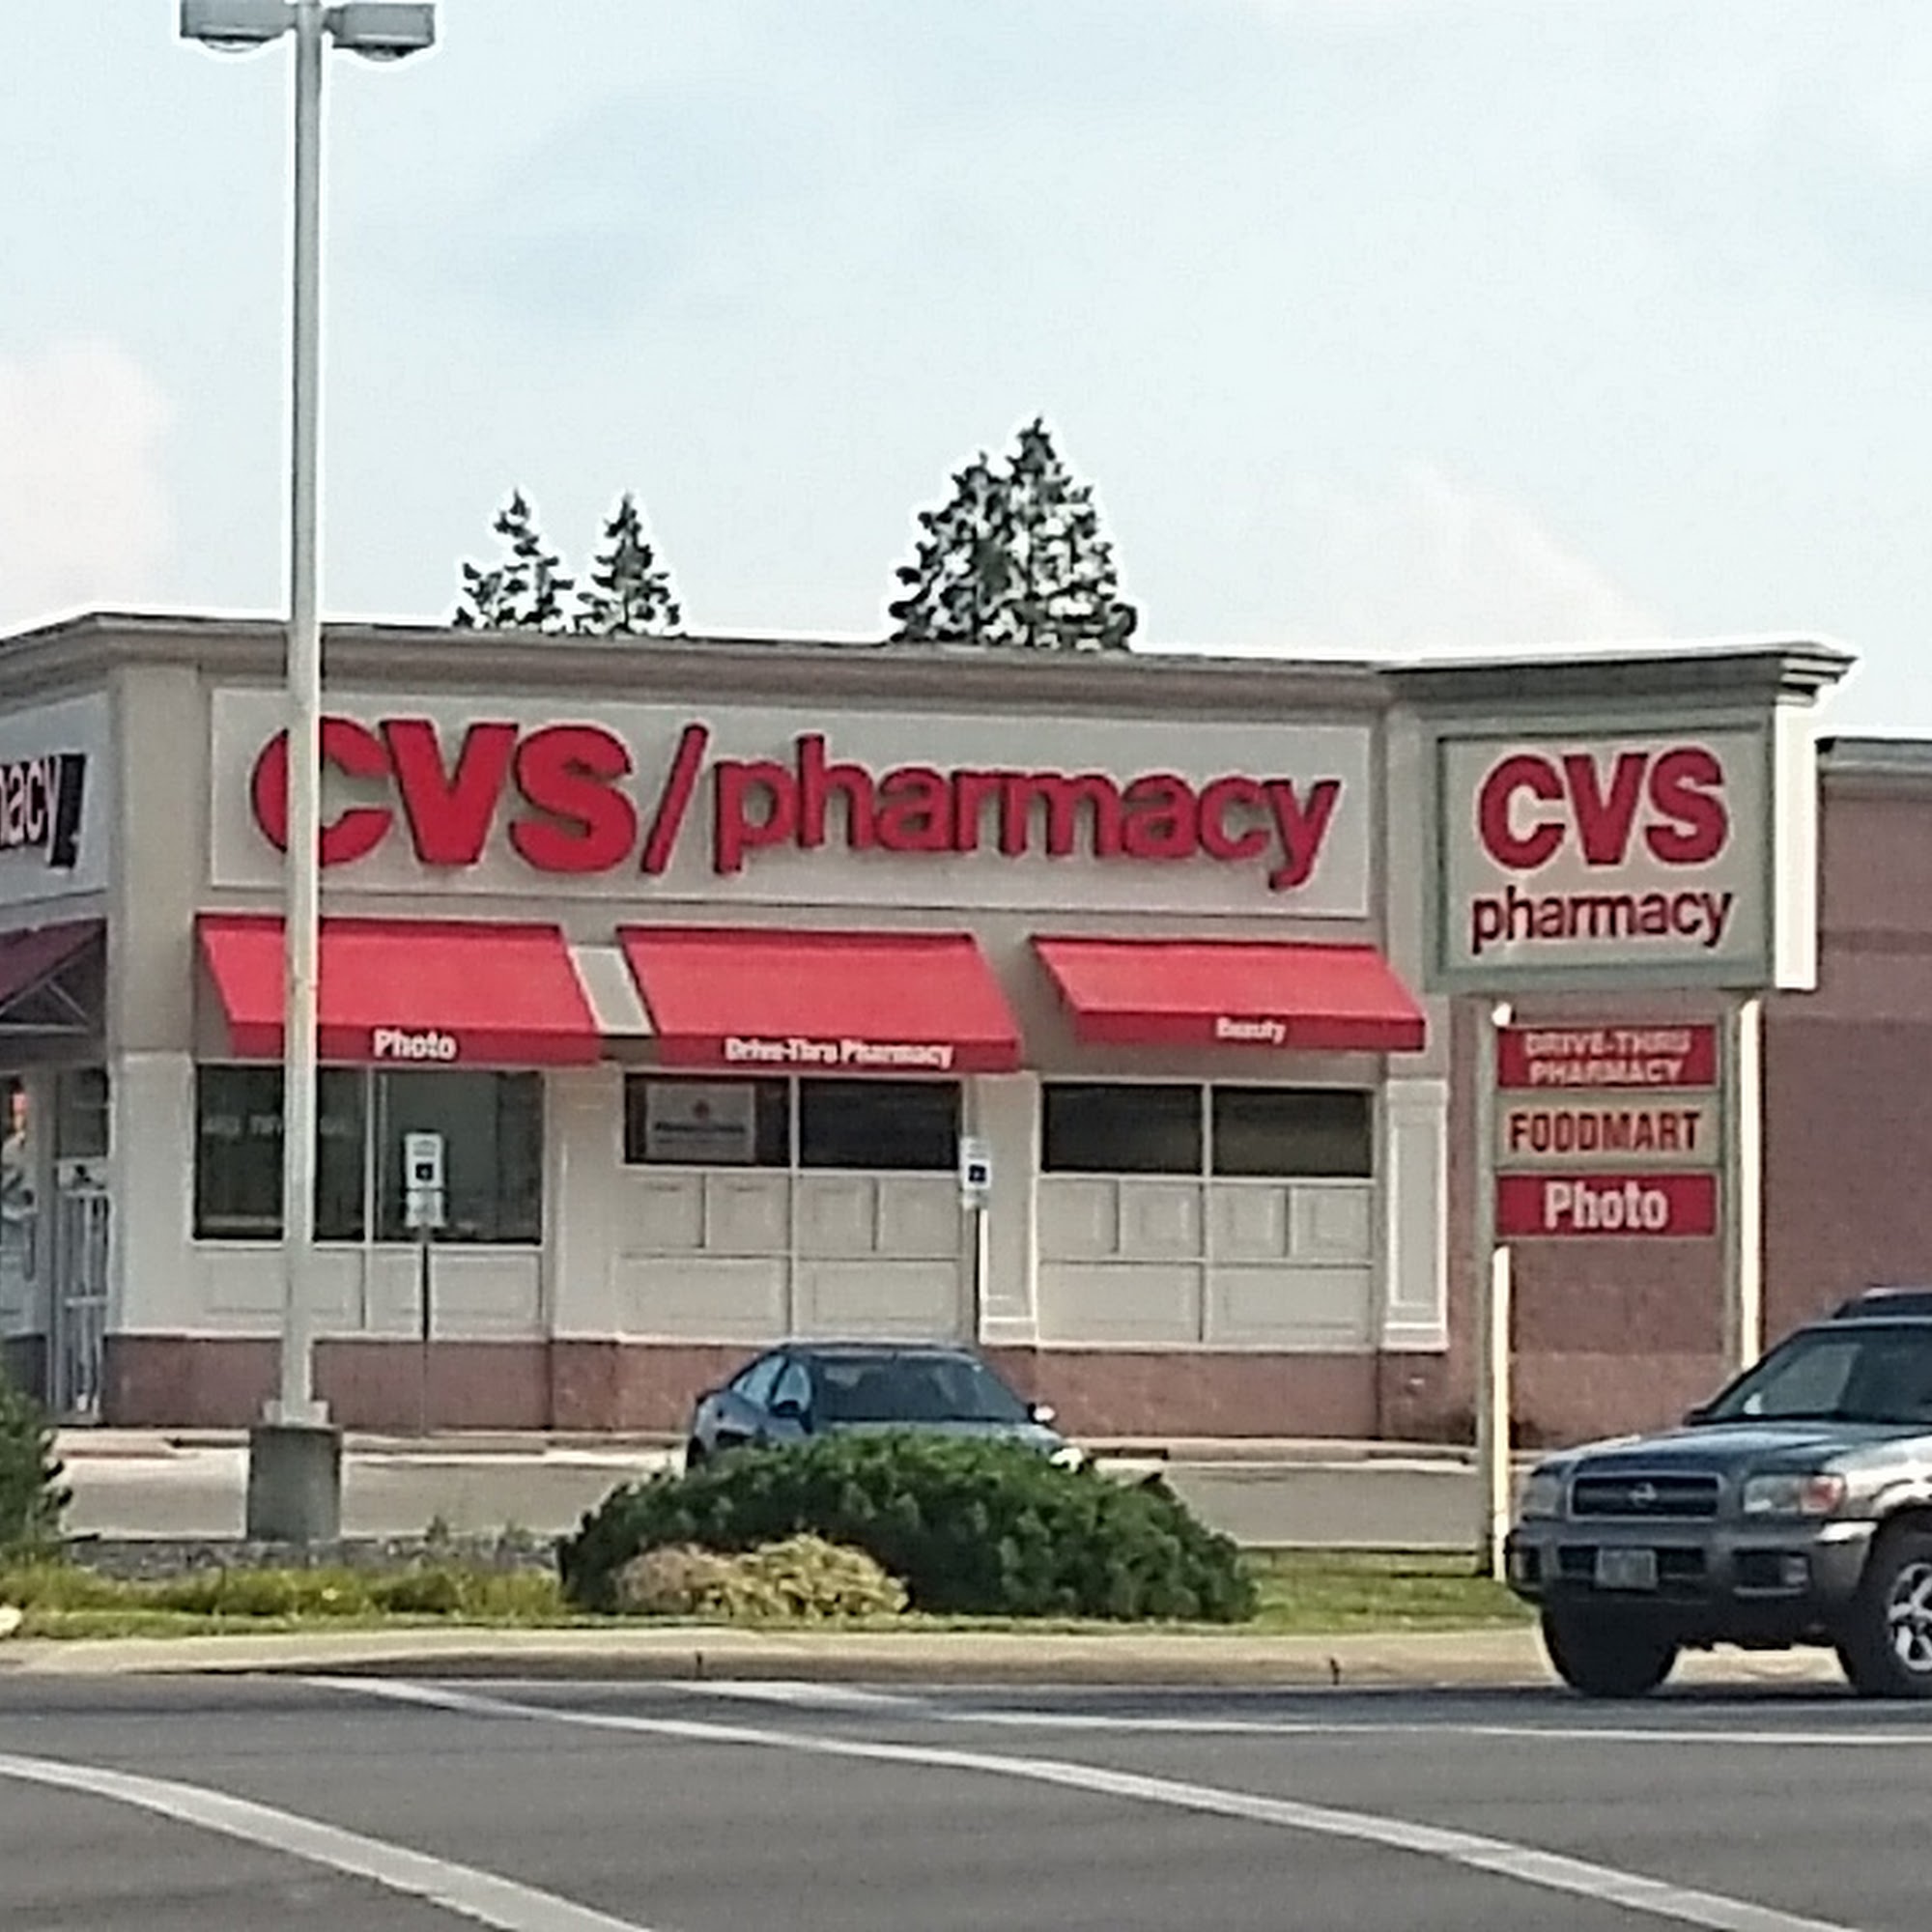 macy
CVS/pharmacy
CVS
pharmacy
Photo
Drive-Thru Pharmacy
Beauty
DRIVE-THRU
PHARMACY
FOODMART
Photo